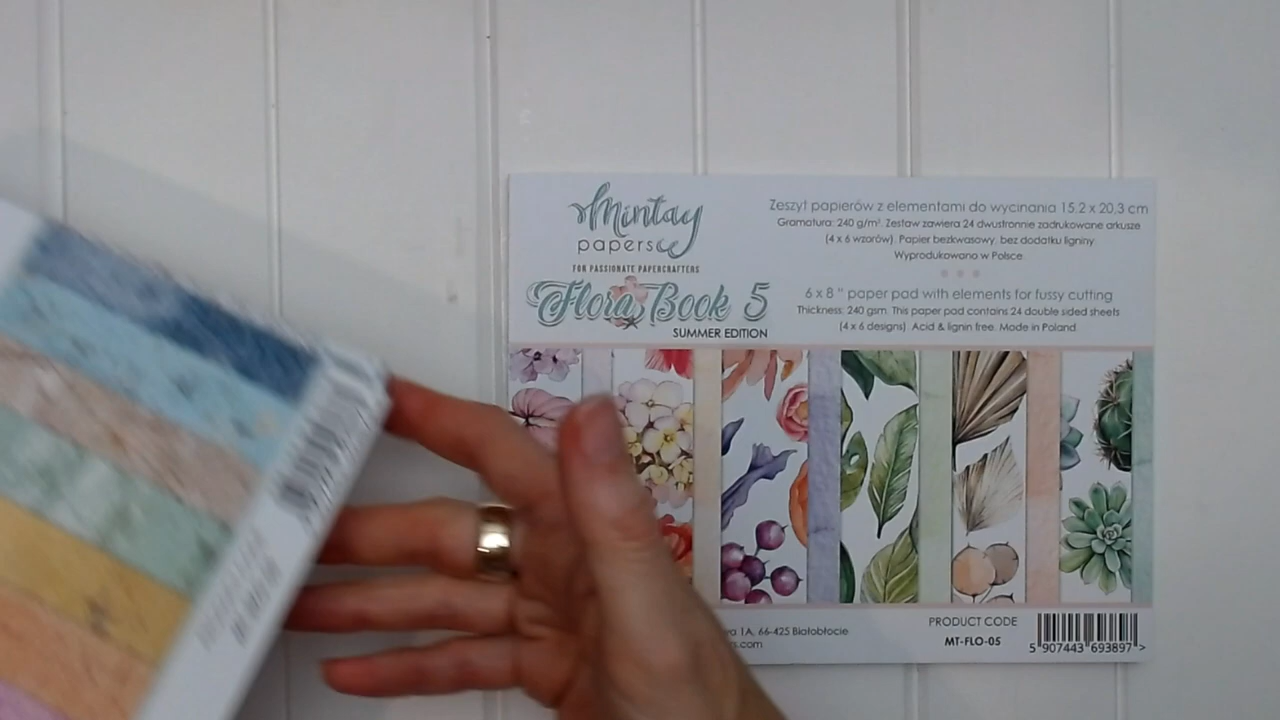 Mintay
papers
FOR PASSIONATE PAPERCRAFTERS
Flora Book 5
SUMMER EDITION
Zeszyt papierów z elementami do wycinania 15.2 x 20,3 cm
Gramatura: 240 g/m². Zestaw zawiera 24 dwustronnie zadrukowane arkusze
(4 x 6 wzorów). Papier bezkwasowy, bez dodatku ligniny
Wyprodukowano w Polsce
6 x 8 " paper pad with elements for fussy cutting
Thickness: 240 gsm. This paper pad contains 24 double sided sheets
(4 x 6 designs). Acid & lignin free. Made in Poland.
1A, 66-425 Białobłocie
PRODUCT CODE
MT-FLO-05
5 907443 693897 >